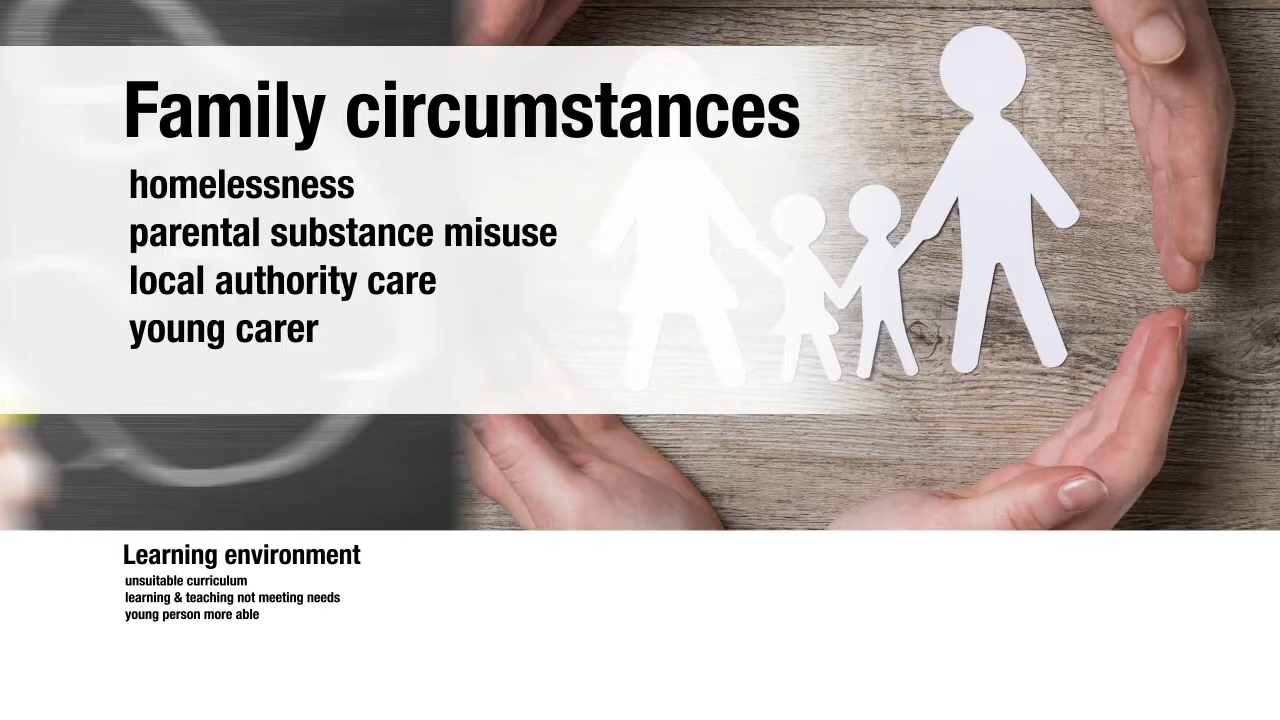 Family circumstances
homelessness
parental substance misuse
local authority care
young carer
Learning environment
unsuitable curriculum
learning & teaching not meeting needs
young person more able